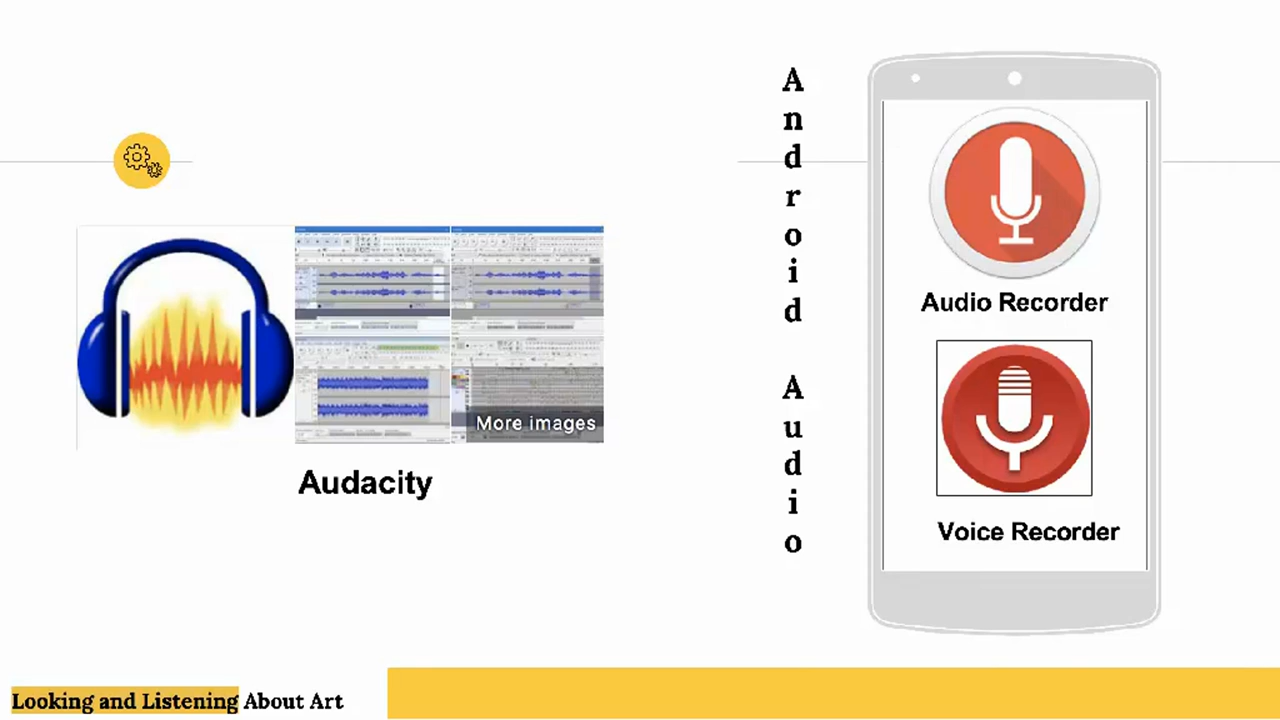 More images
Audacity
Android Audio
Audio Recorder
Voice Recorder
Looking and Listening About Art